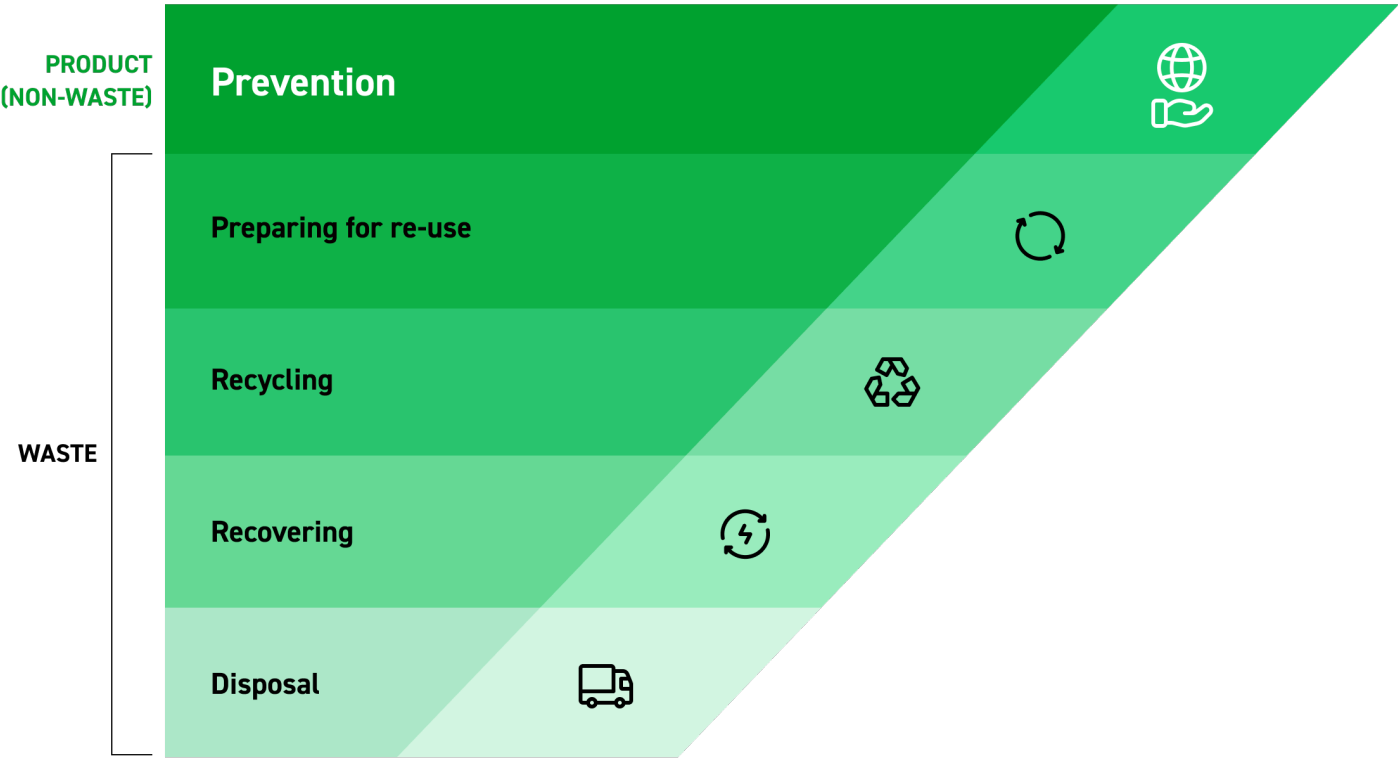 PRODUCT
(NON-WASTE)
Prevention
Preparing for re-use
Recycling
WASTE
Recovering
Disposal